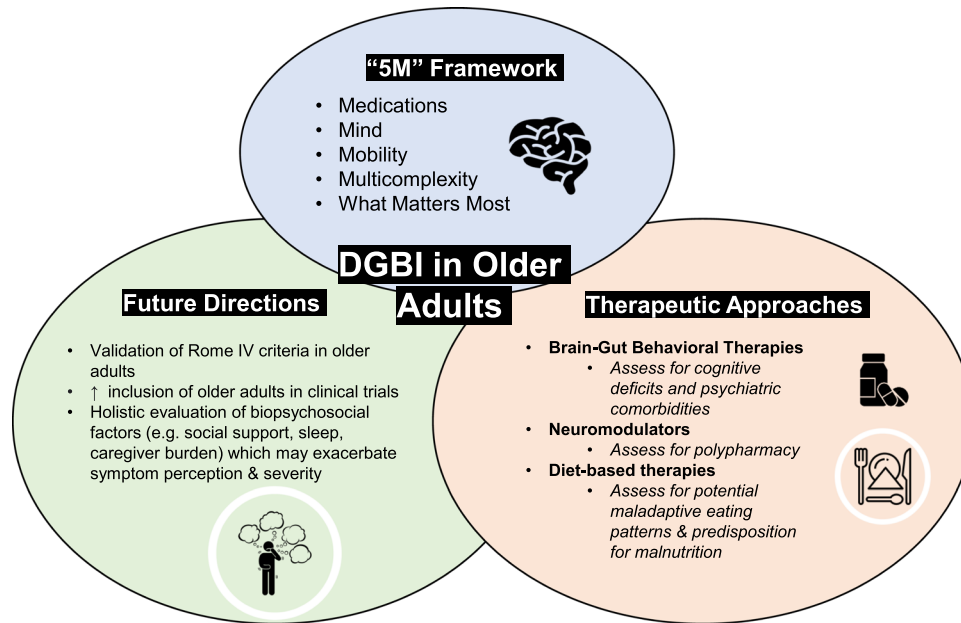 “5M” Framework
• Medications
• Mind
• Mobility
• Multicomplexity
• What Matters Most
DGBI in Older
Adults
Future Directions
• Validation of Rome IV criteria in older
adults
• ↑ inclusion of older adults in clinical trials
• Holistic evaluation of biopsychosocial
factors (e.g. social support, sleep,
caregiver burden) which may exacerbate
symptom perception & severity
Therapeutic Approaches
• Brain-Gut Behavioral Therapies
• Assess for cognitive
deficits and psychiatric
comorbidities
• Neuromodulators
• Assess for polypharmacy
• Diet-based therapies
• Assess for potential
maladaptive eating
patterns & predisposition
for malnutrition